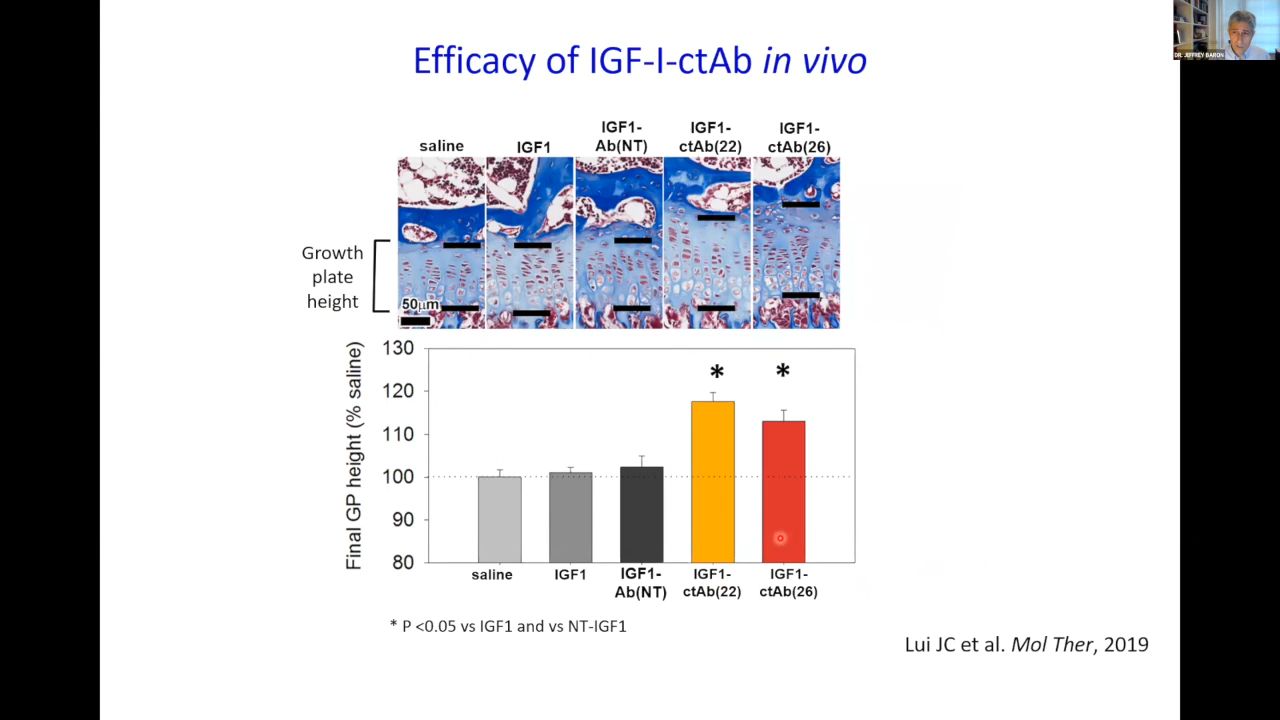 Efficacy of IGF-I-ctAb in vivo
DR. JEFFREY BARON
saline
IGF1
IGF1-
Ab(NT)
IGF1-
ctAb(22)
IGF1-
ctAb(26)
Growth
plate
height
50μm
Final GP height (% saline)
130
120
110
100
90
80
*
*
saline
IGF1
IGF1-
Ab(NT)
IGF1-
ctAb(22)
IGF1-
ctAb(26)
* P <0.05 vs IGF1 and vs NT-IGF1
Lui JC et al. Mol Ther, 2019